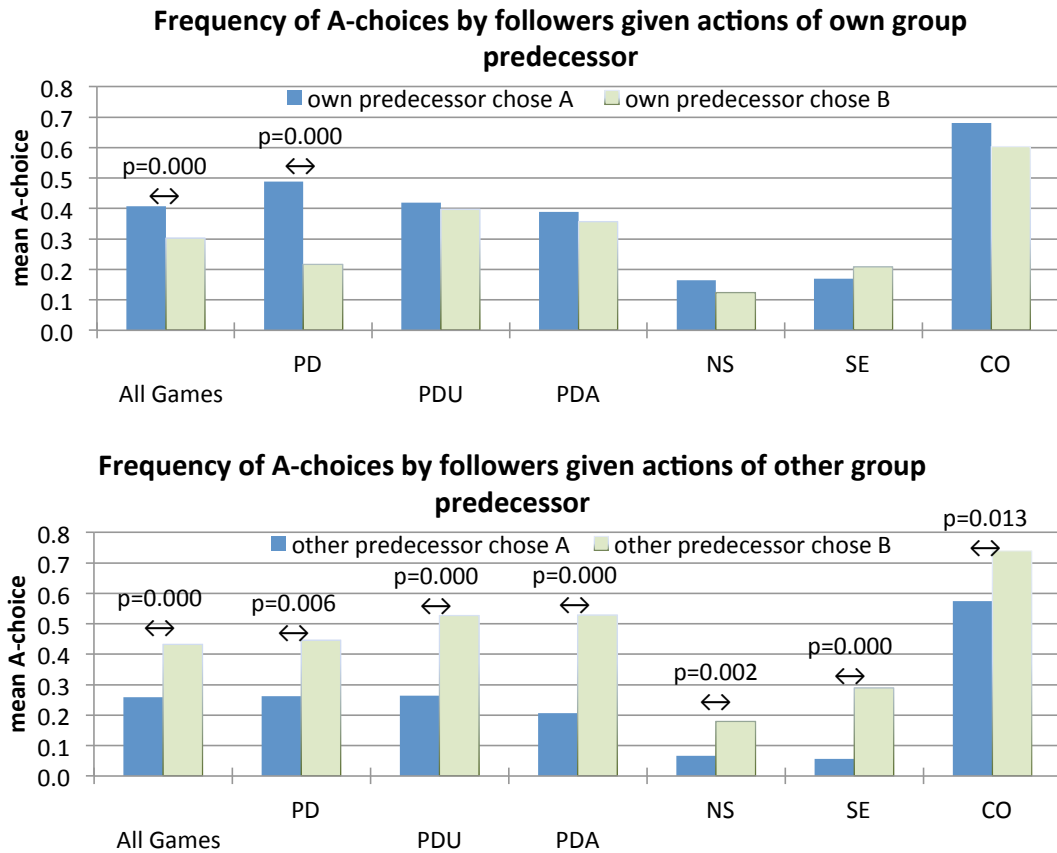 Frequency of A-choices by followers given actions of own group
predecessor
own predecessor chose A own predecessor chose B
mean A-choice
0.8
0.7
0.6
0.5
0.4
0.3
0.2
0.1
0.0
p=0.000
p=0.000
PD NS SE CO
All Games PDU PDA
Frequency of A-choices by followers given actions of other group
predecessor
other predecessor chose A other predecessor chose B
mean A-choice
0.8
0.7
0.6
0.5
0.4
0.3
0.2
0.1
0.0
p=0.000
p=0.006
p=0.000
p=0.000
p=0.002
p=0.000
p=0.013
PD NS SE CO
All Games PDU PDA